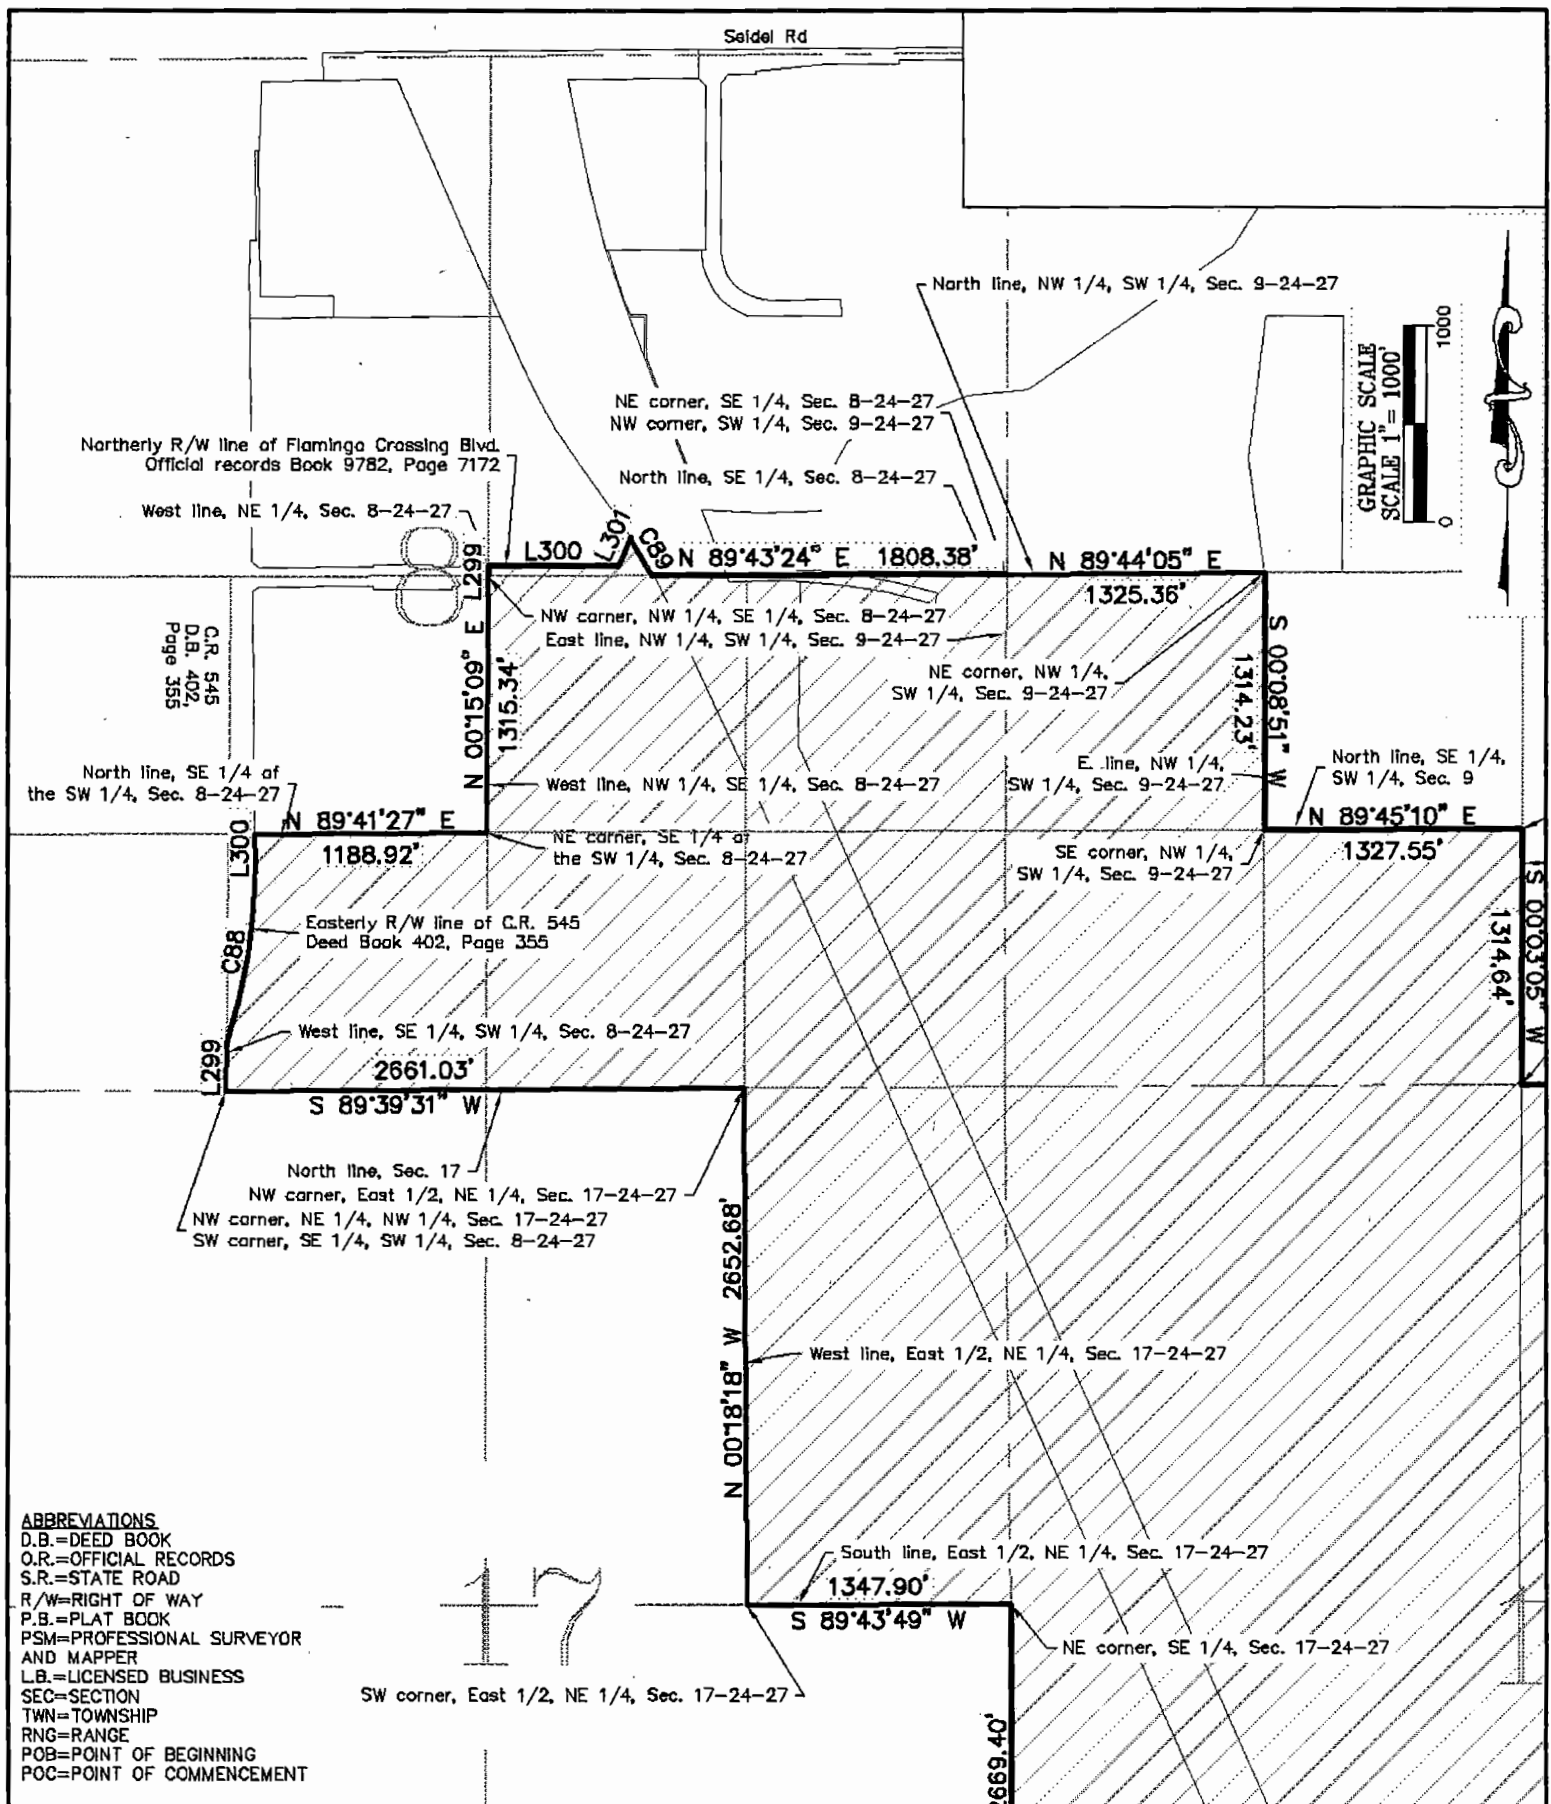 Seidel Rd
North line, NW 1/4, SW 1/4, Sec. 9-24-27
GRAPHIC SCALE
SCALE 1"= 1000'
0
1000
NE corner, SE 1/4, Sec. 8-24-27
NW corner, SW 1/4, Sec. 9-24-27
Northerly R/W line of Flamingo Crossing Blvd.
Official records Book 9782, Page 7172
North line, SE 1/4, Sec. 8-24-27
West line, NE 1/4, Sec. 8-24-27
8
L299
L300
L301
C89
N 89°43'24" E 1808.38'
N 89°44'05" E
1325.36'
NW corner, NW 1/4, SE 1/4, Sec. 8-24-27
East line, NW 1/4, SW 1/4, Sec. 9-24-27
NE corner, NW 1/4,
SW 1/4, Sec. 9-24-27
C.R. 545
D.B. 402,
Page 355
N 00°15'09" E
1315.34'
S 00°08'51" W
1314.23'
North line, SE 1/4 of
the SW 1/4, Sec. 8-24-27
West line, NW 1/4, SE 1/4, Sec. 8-24-27
E. line, NW 1/4,
SW 1/4, Sec. 9-24-27
North line, SE 1/4,
SW 1/4, Sec. 9
N 89°41'27" E
1188.92'
NE corner, SE 1/4 of
the SW 1/4, Sec. 8-24-27
SE corner, NW 1/4,
SW 1/4, Sec. 9-24-27
N 89°45'10" E
1327.55'
L300
Easterly R/W line of C.R. 545
Deed Book 402, Page 355
C88
S 00°03'05" W
1314.64'
West line, SE 1/4, SW 1/4, Sec. 8-24-27
L299
2661.03'
S 89°39'31" W
North line, Sec. 17
NW corner, East 1/2, NE 1/4, Sec. 17-24-27
NW corner, NE 1/4, NW 1/4, Sec. 17-24-27
SW corner, SE 1/4, SW 1/4, Sec. 8-24-27
N 00°18'18" W 2652.68'
West line, East 1/2, NE 1/4, Sec. 17-24-27
South line, East 1/2, NE 1/4, Sec. 17-24-27
1347.90'
S 89°43'49" W
17
NE corner, SE 1/4, Sec. 17-24-27
SW corner, East 1/2, NE 1/4, Sec. 17-24-27
2669.40'
ABBREVIATIONS
D.B.=DEED BOOK
O.R.=OFFICIAL RECORDS
S.R.=STATE ROAD
R/W=RIGHT OF WAY
P.B.=PLAT BOOK
PSM=PROFESSIONAL SURVEYOR
AND MAPPER
L.B.=LICENSED BUSINESS
SEC=SECTION
TWN=TOWNSHIP
RNG=RANGE
POB=POINT OF BEGINNING
POC=POINT OF COMMENCEMENT